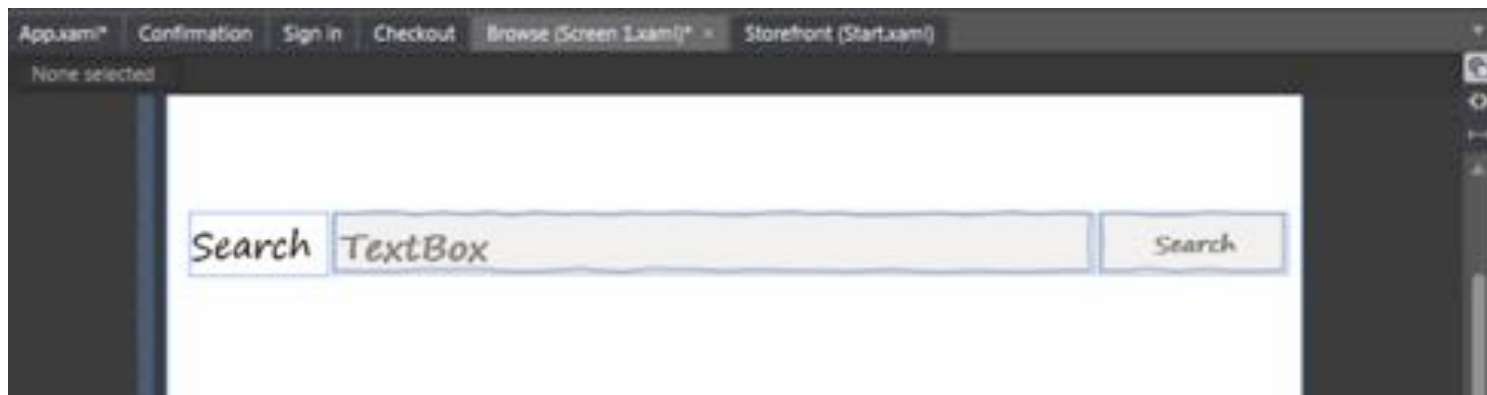 App.xaml* Confirmation Sign in Checkout Browse (Screen 1.xaml)* × Storefront (Start.xaml)
None selected
Search TextBox Search